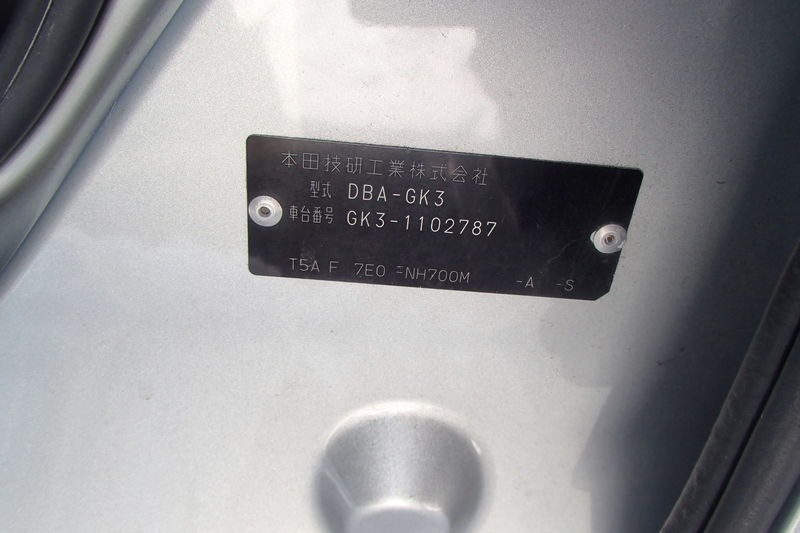 本田技研工業株式会社
型式 DBA-GK3
車台番号 GK3-1102787
T5A F 7E0 -NH700M -A -S